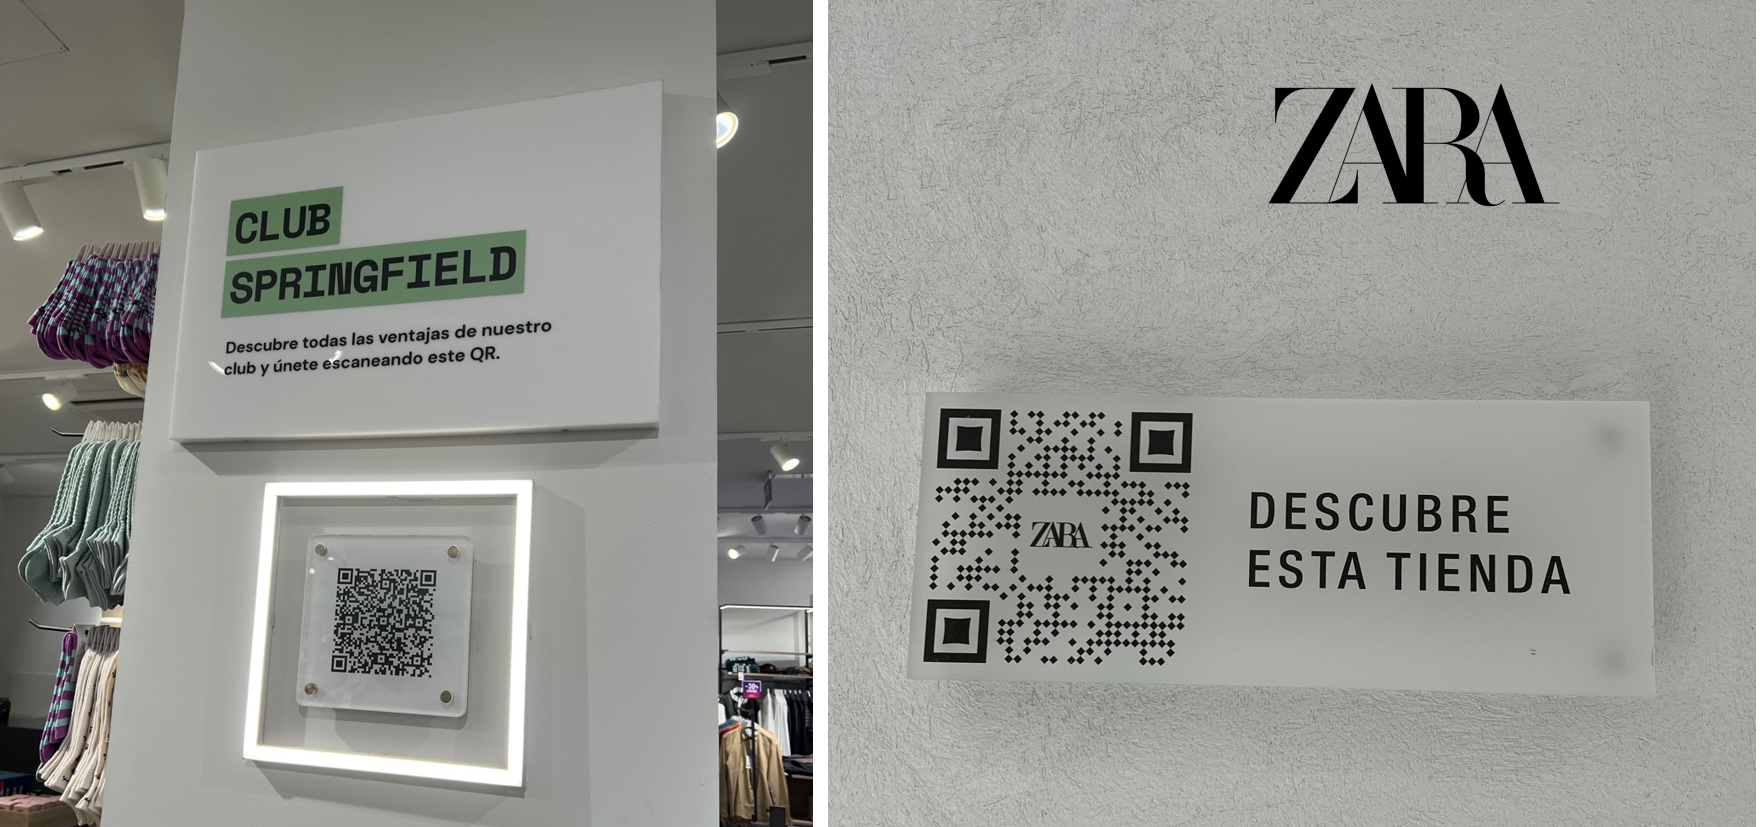 CLUB
SPRINGFIELD
Descubre todas las ventajas de nuestro
club y únete escaneando este QR.
ZARA
ZARA
DESCUBRE
ESTA TIENDA